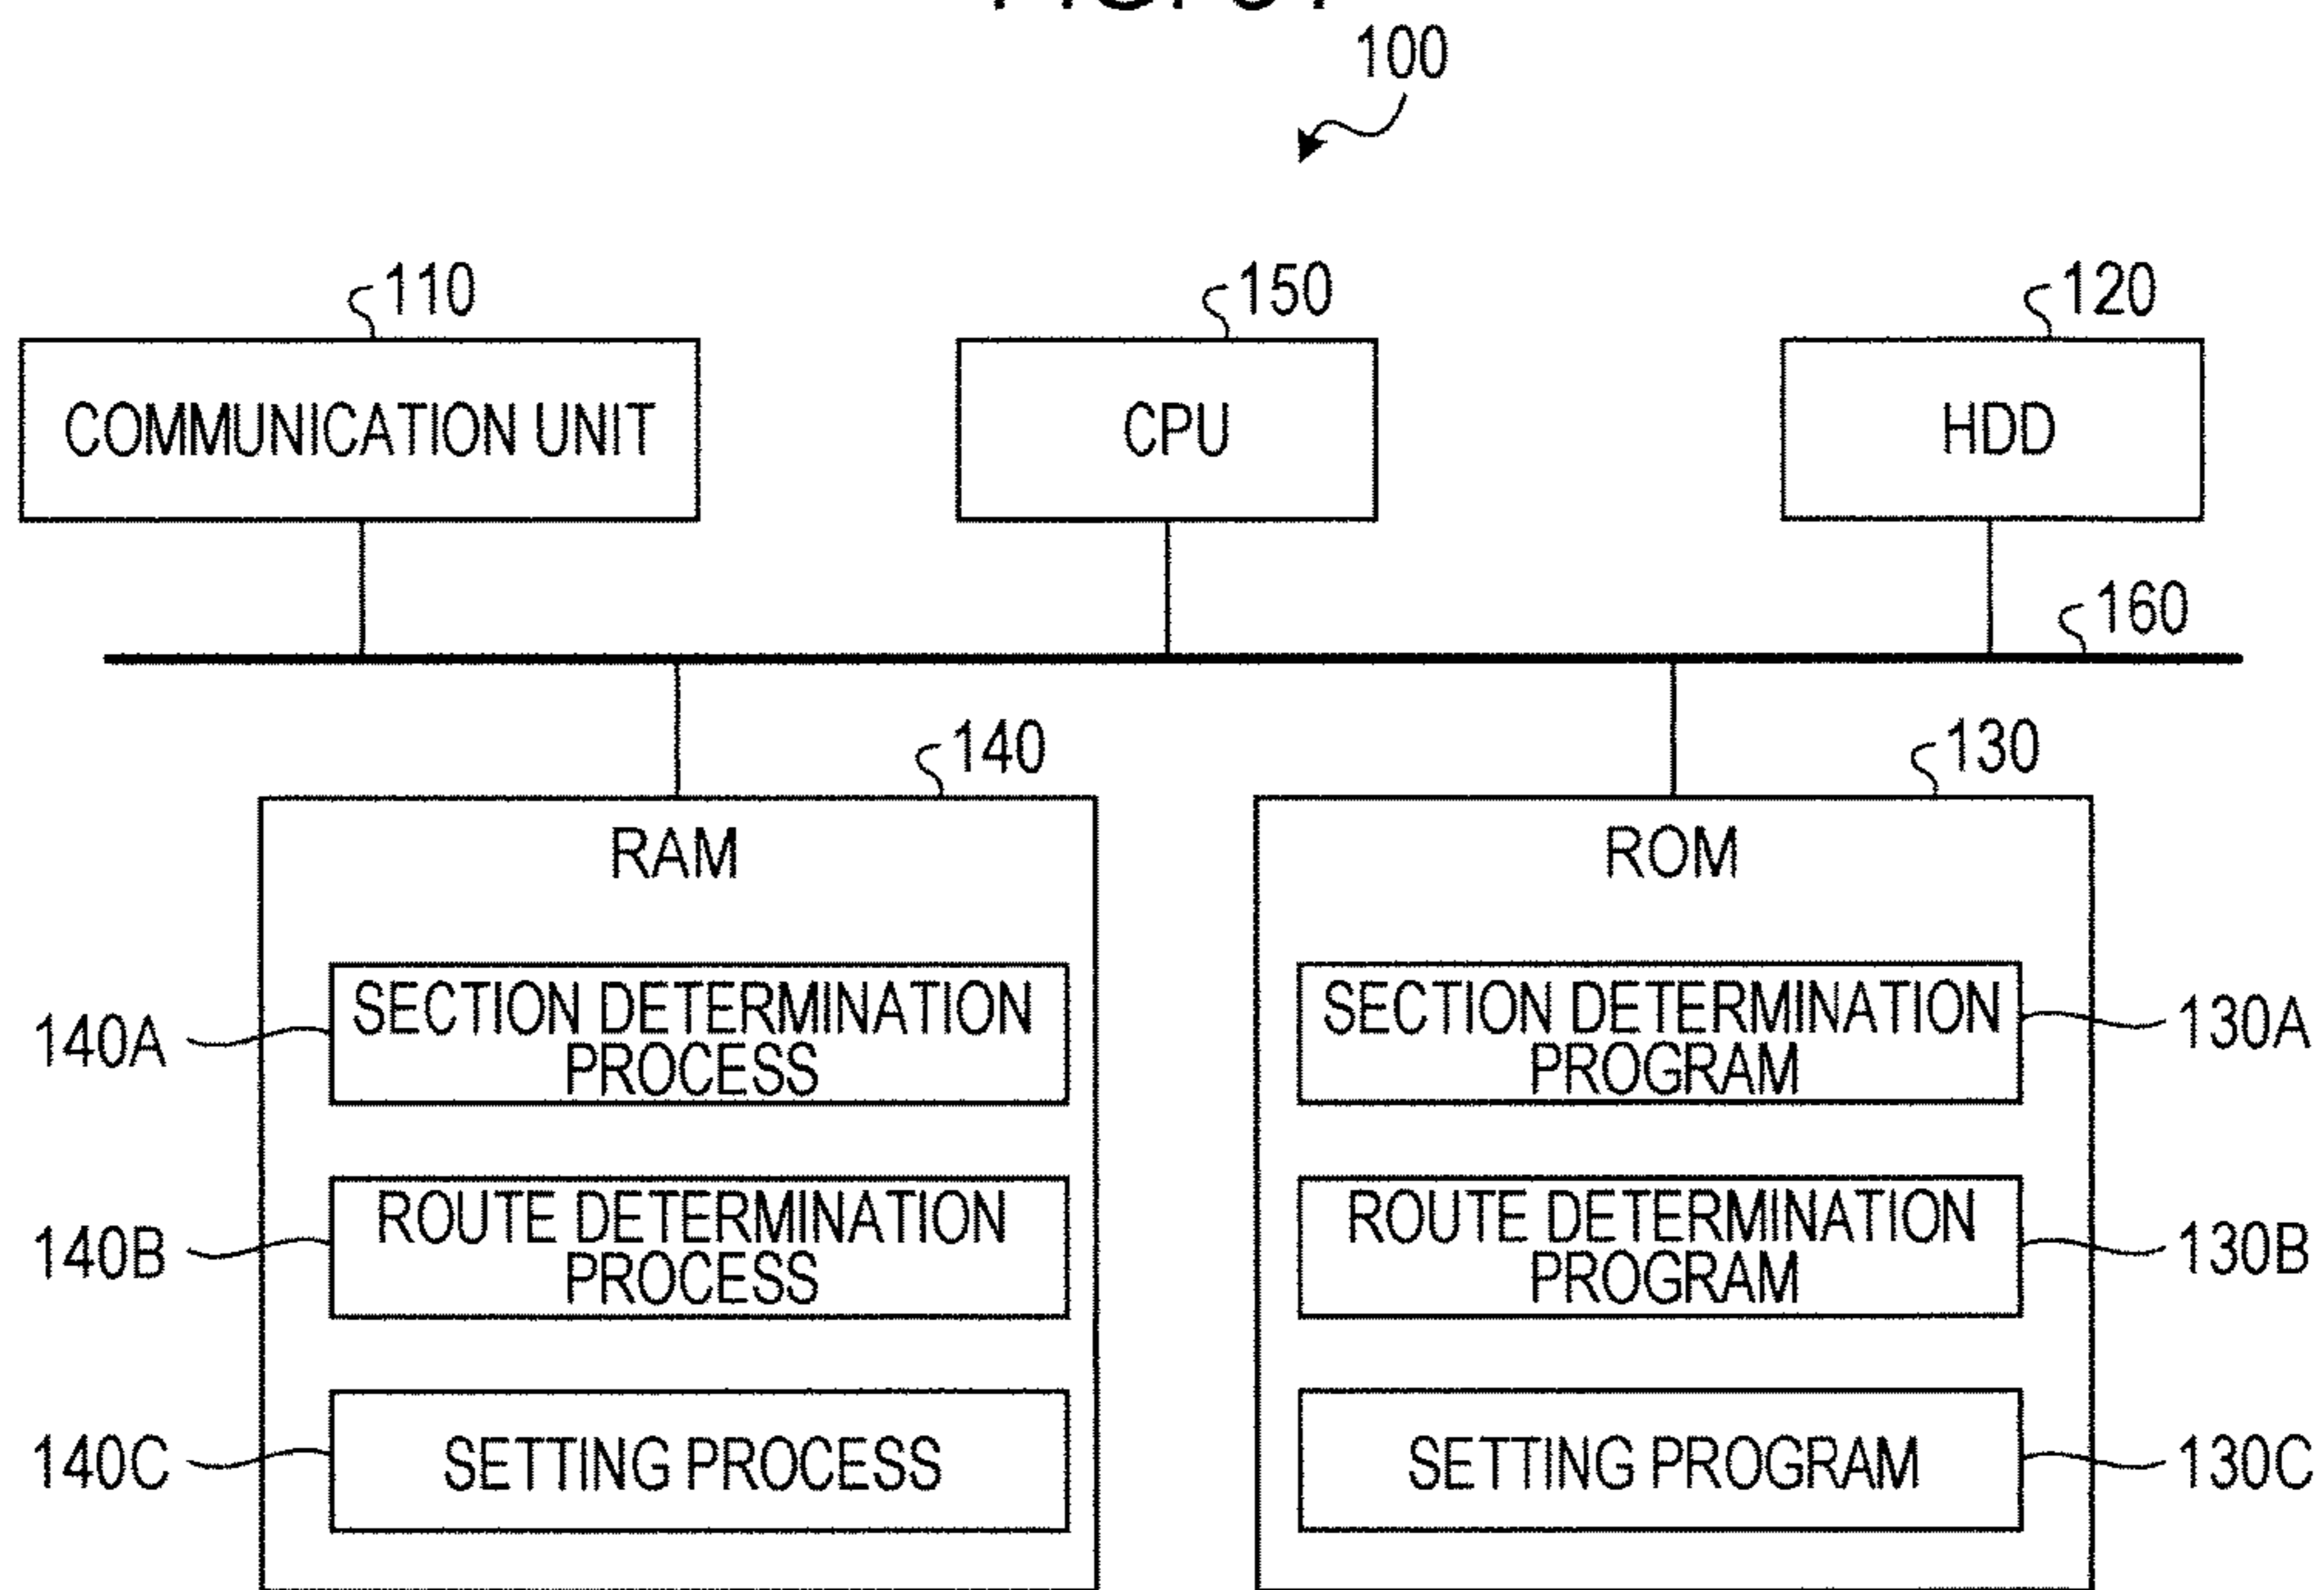 100
110
150
120
COMMUNICATION UNIT
CPU
HDD
160
140
130
RAM
ROM
140A
SECTION DETERMINATION
PROCESS
SECTION DETERMINATION
PROGRAM
130A
140B
ROUTE DETERMINATION
PROCESS
ROUTE DETERMINATION
PROGRAM
130B
140C
SETTING PROCESS
SETTING PROGRAM
130C